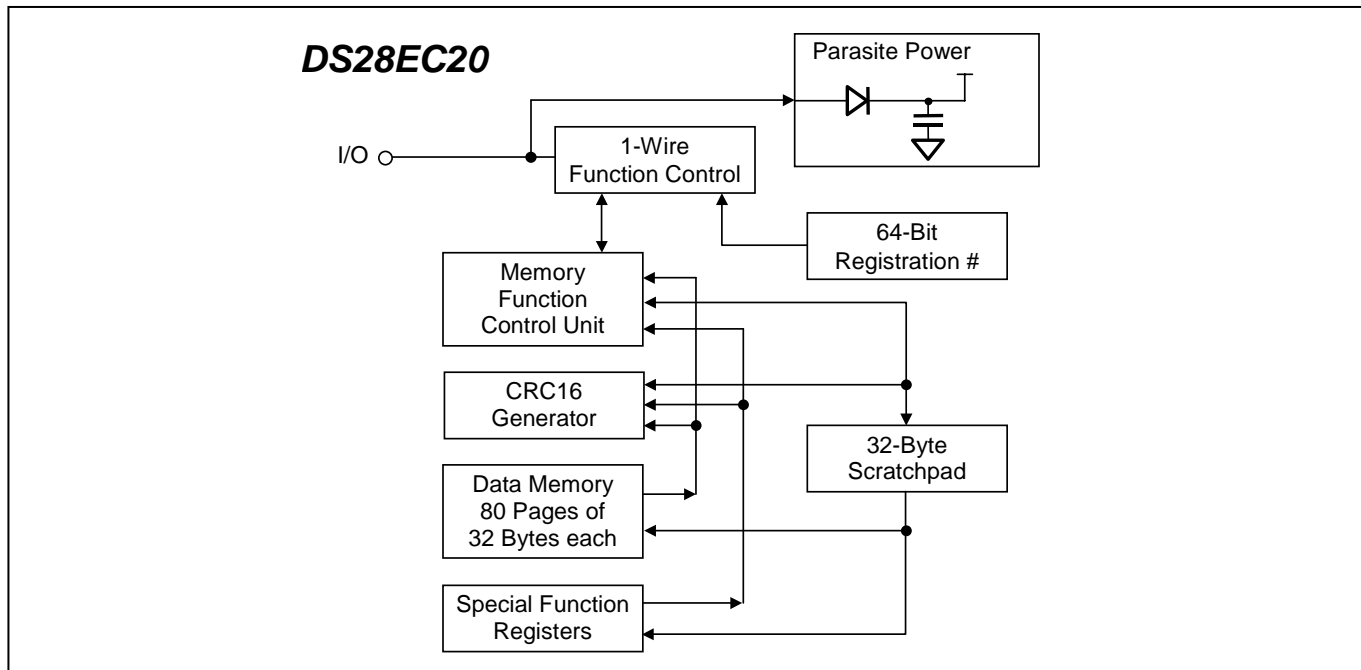 DS28EC20
Parasite Power
I/O
1-Wire
Function Control
64-Bit
Registration #
Memory
Function
Control Unit
CRC16
Generator
32-Byte
Scratchpad
Data Memory
80 Pages of
32 Bytes each
Special Function
Registers